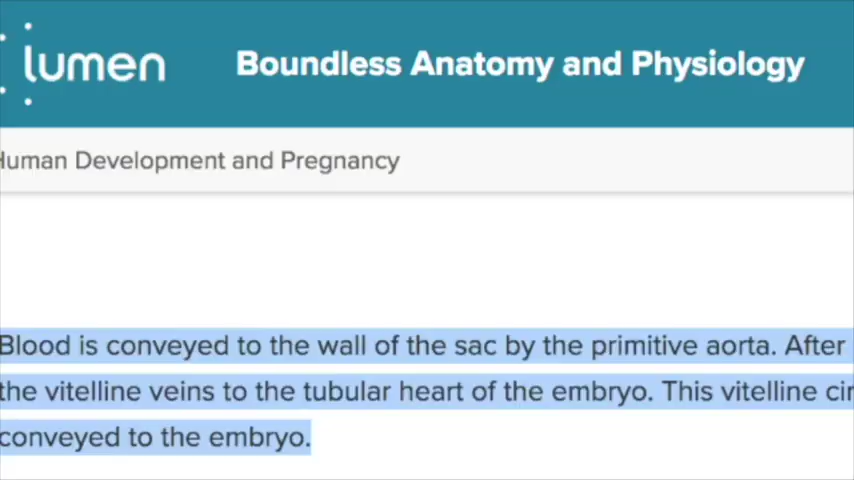 lumen
Boundless Anatomy and Physiology
Human Development and Pregnancy
Blood is conveyed to the wall of the sac by the primitive aorta. After
the vitelline veins to the tubular heart of the embryo. This vitelline
conveyed to the embryo.